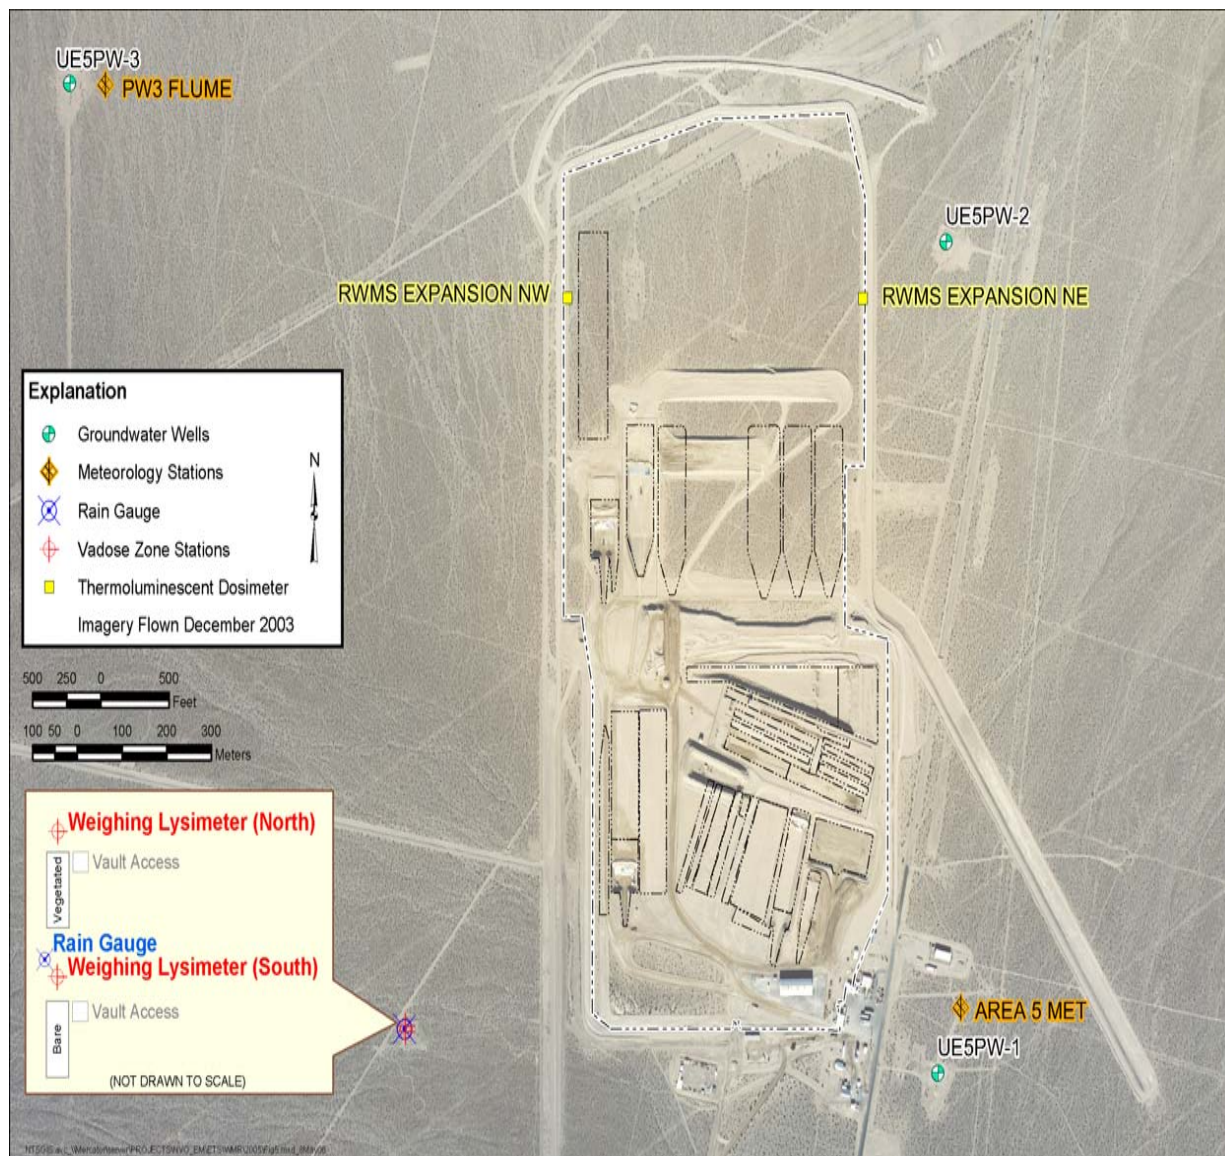 UE5PW-3
PW3 FLUME
UE5PW-2
RWMS EXPANSION NW
RWMS EXPANSION NE
Explanation
Groundwater Wells
Meteorology Stations
N
Rain Gauge
Vadose Zone Stations
Thermoluminescent Dosimeter
Imagery Flown December 2003
500 250 0 500
Feet
100 50 0 100 200 300
Meters
Weighing Lysimeter (North)
Vault Access
Vegetated
Rain Gauge
Weighing Lysimeter (South)
Vault Access
Bare
(NOT DRAWN TO SCALE)
AREA 5 MET
UE5PW-1